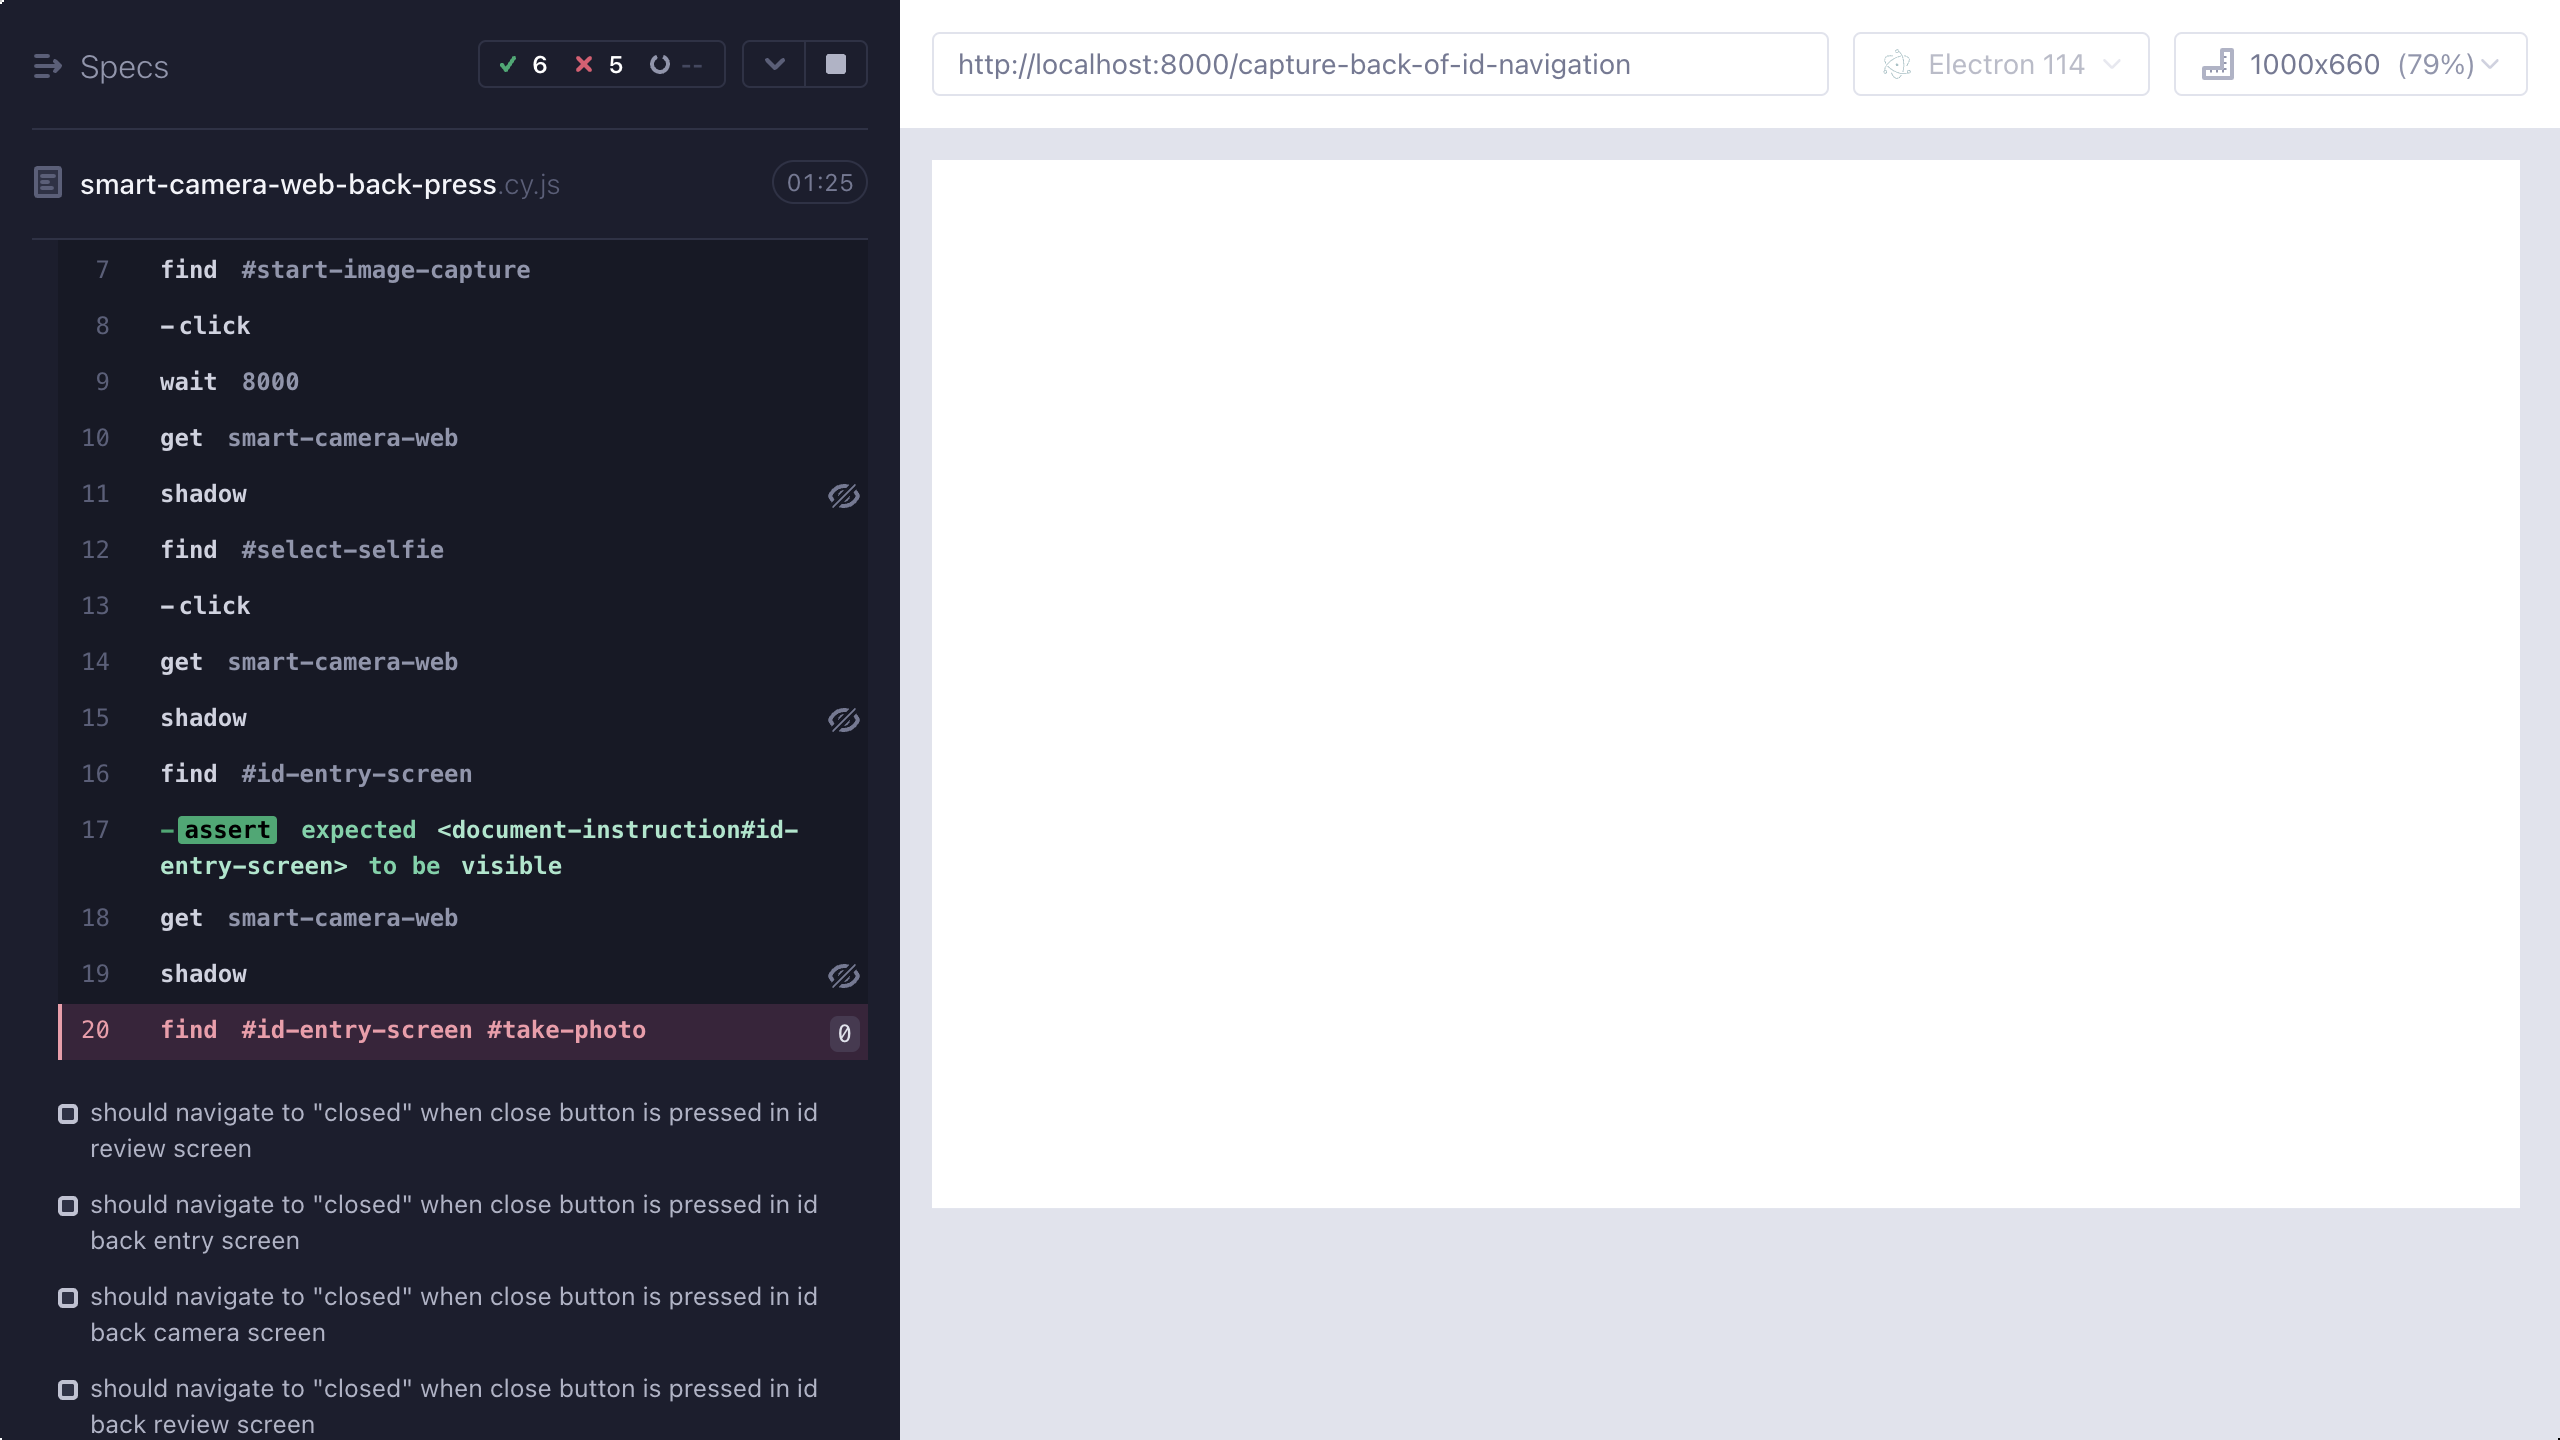 Specs
6 5 --
smart-camera-web-back-press.cy.js 01:25
7 find #start-image-capture
8 -click
9 wait 8000
10 get smart-camera-web
11 shadow
12 find #select-selfie
13 -click
14 get smart-camera-web
15 shadow
16 find #id-entry-screen
17 -assert expected <document-instruction#id-
entry-screen> to be visible
18 get smart-camera-web
19 shadow
20 find #id-entry-screen #take-photo 0
should navigate to "closed" when close button is pressed in id
review screen
should navigate to "closed" when close button is pressed in id
back entry screen
should navigate to "closed" when close button is pressed in id
back camera screen
should navigate to "closed" when close button is pressed in id
back review screen
http://localhost:8000/capture-back-of-id-navigation
Electron 114
1000x660 (79%)